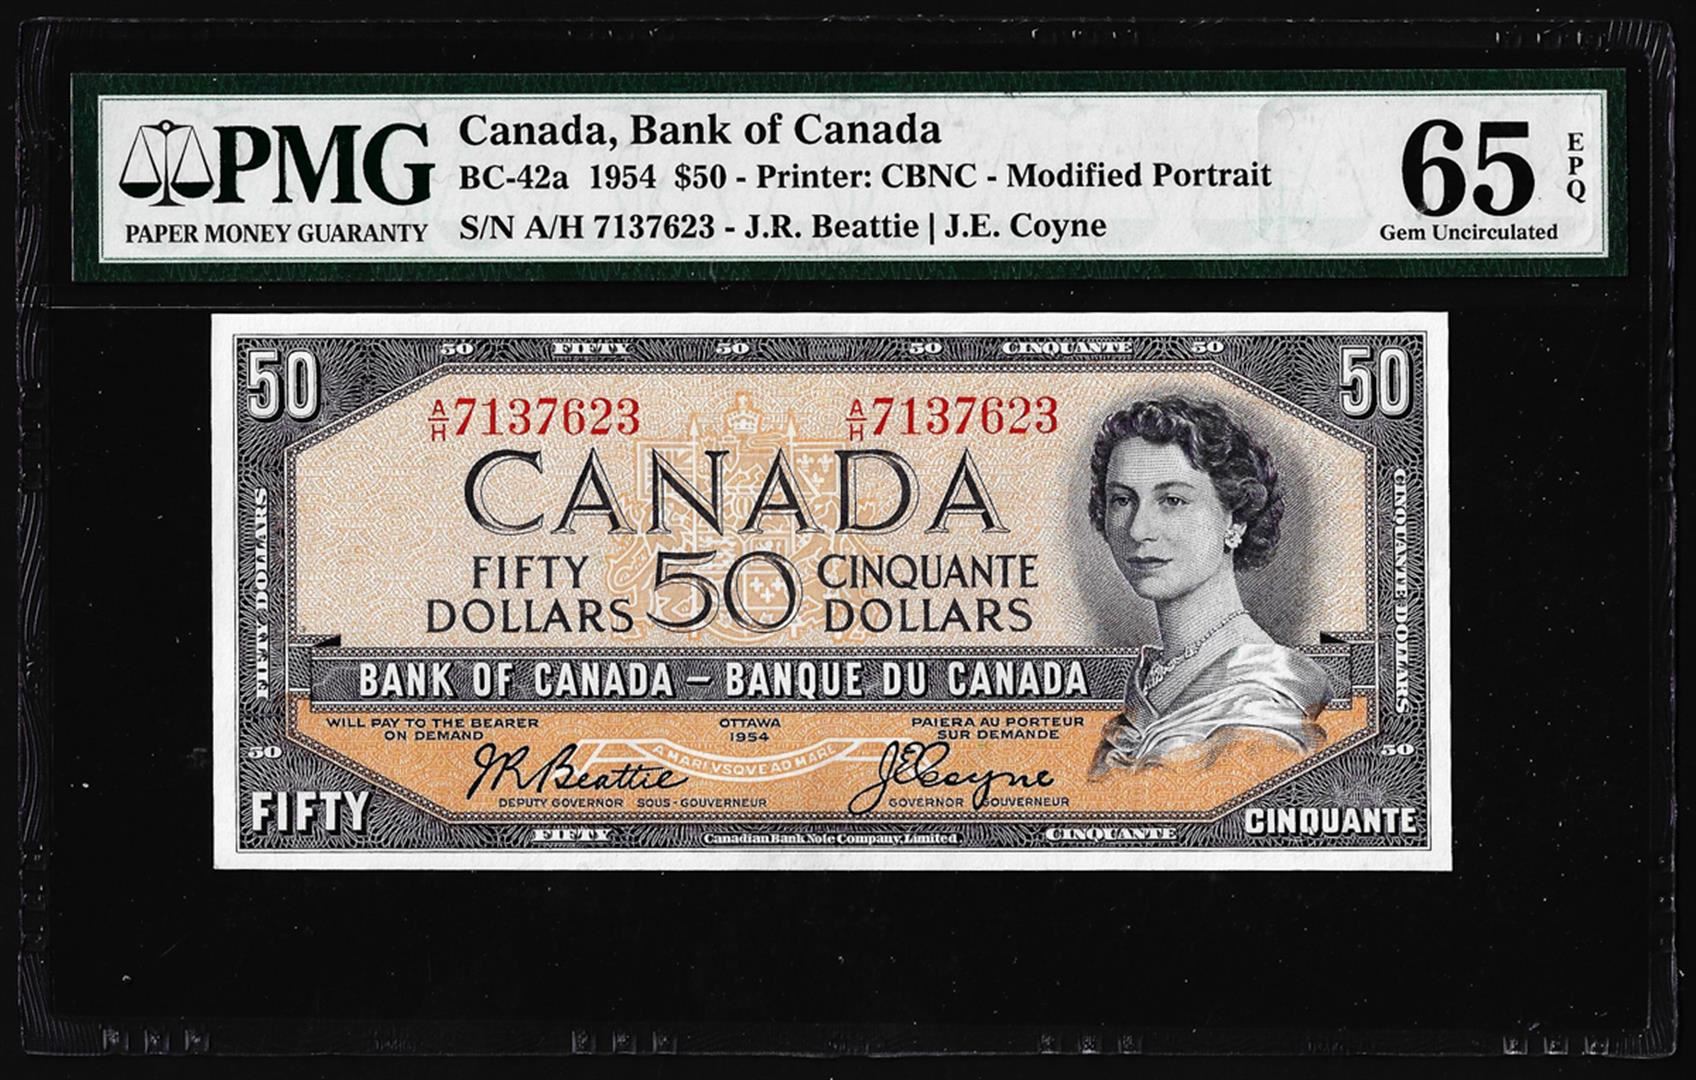 PMG
PAPER MONEY GUARANTY
Canada, Bank of Canada
BC-42a 1954 $50 - Printer: CBNC - Modified Portrait
S/N A/H 7137623 - J.R. Beattie | J.E. Coyne
65
EPQ
Gem Uncirculated
50 50 FIFTY 50 50 CINQUANTE 50 50
A/H 7137623 A/H 7137623
CANADA
FIFTY DOLLARS
50
CINQUANTE DOLLARS
FIFTY DOLLARS
CINQUANTE DOLLARS
BANK OF CANADA – BANQUE DU CANADA
WILL PAY TO THE BEARER
ON DEMAND
OTTAWA
1954
PAIERA AU PORTEUR
SUR DEMANDE
50
50
A MARI VSQVE AD MARE
JRBeattie
JECoyne
DEPUTY GOVERNOR SOUS-GOUVERNEUR
GOVERNOR GOUVERNEUR
FIFTY
CINQUANTE
FIFTY Canadian Bank Note Company, Limited. CINQUANTE